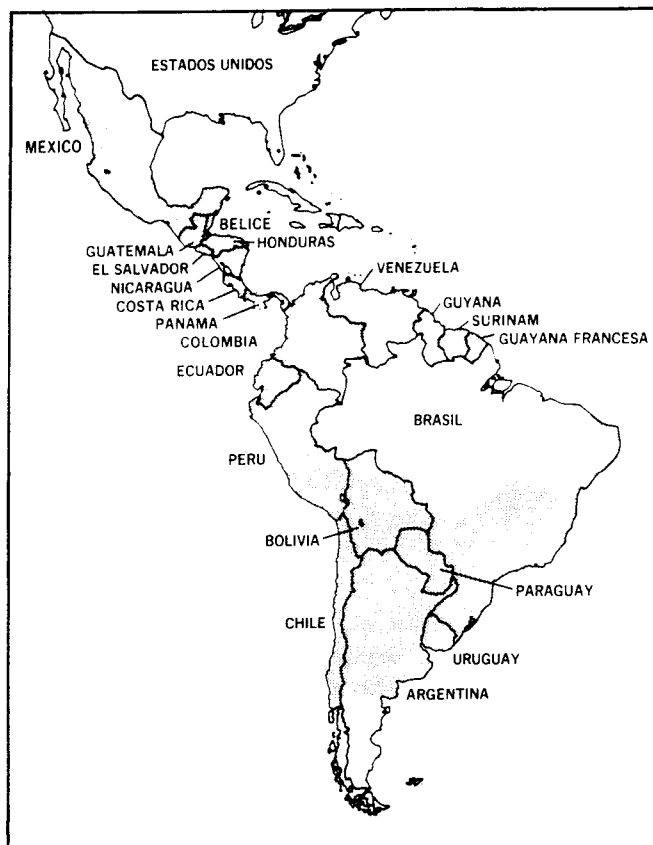 ESTADOS UNIDOS
MEXICO
BELICE
HONDURAS
GUATEMALA
EL SALVADOR
NICARAGUA
COSTA RICA
PANAMA
COLOMBIA
VENEZUELA
GUYANA
SURINAM
GUAYANA FRANCESA
ECUADOR
BRASIL
PERU
BOLIVIA
PARAGUAY
CHILE
URUGUAY
ARGENTINA